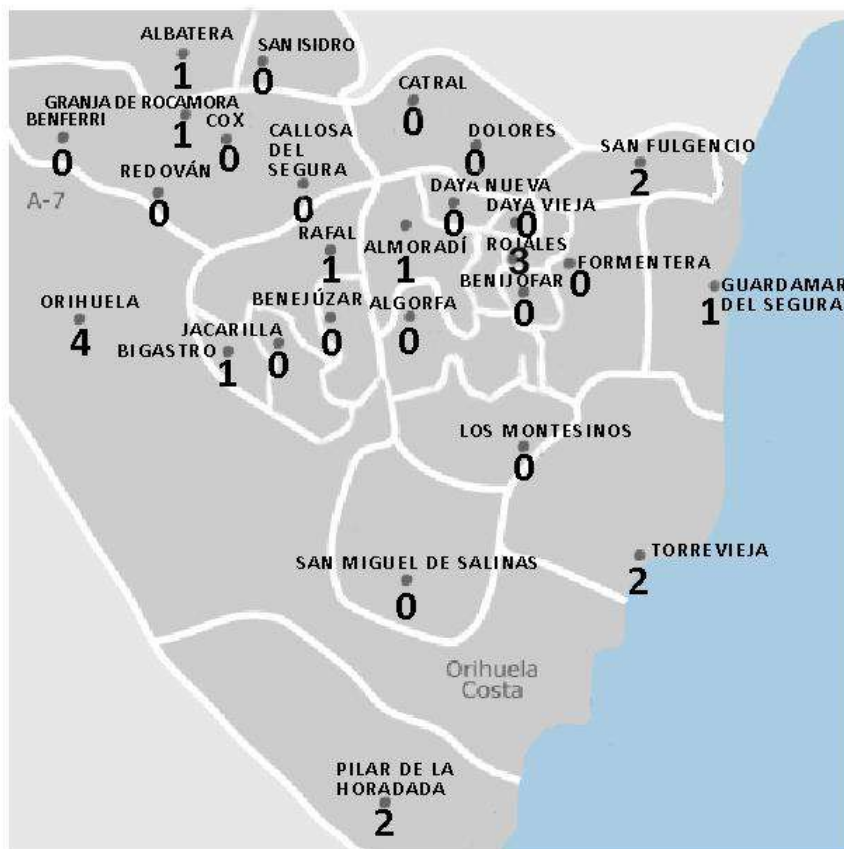 ALBATERA
1
SAN ISIDRO
0
CATRAL
0
GRANJA DE ROCAMORA
1
COX
0
BENFERRI
0
CALLOSA
DEL
SEGURA
0
DOLORES
0
SAN FULGENCIO
2
REDOVÁN
0
A-7
DAYA NUEVA
0
DAYA VIEJA
0
RAFAL
1
ALMORADÍ
1
ROJALES
3
FORMENTERA
0
BENIJOFAR
0
GUARDAMAR
DEL SEGURA
1
ORIHUELA
4
BENEJÚZAR
0
ALGORFA
0
JACARILLA
0
BIGASTRO
1
LOS MONTESINOS
0
TORREVIEJA
2
SAN MIGUEL DE SALINAS
0
Orihuela
Costa
PILAR DE LA
HORADADA
2